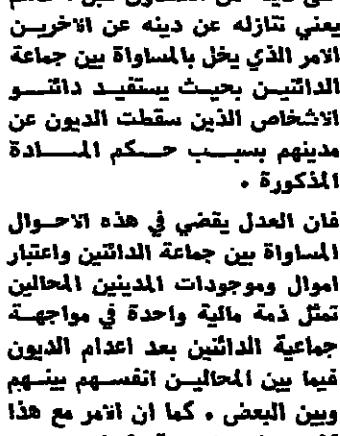 يعني تنازله عن دينه عن الاخرين
الامر الذي يخل بالمساواة بين جماعة
الدائنين بحيث يستفيد دائنو
الاشخاص الذين سقطت الديون عن
مدينهم بسبب حكم المادة
المذكورة .
فان العدل يقضي في هذه الاحوال
المساواة بين جماعة الدائنين واعتبار
اموال وموجودات المدينين المحالين
تمثل ذمة مالية واحدة في مواجهة
جماعية الدائنين بعد اعدام الديون
فيما بين المحالين انفسهم بينهم
وبين البعض . كما ان الامر مع هذا